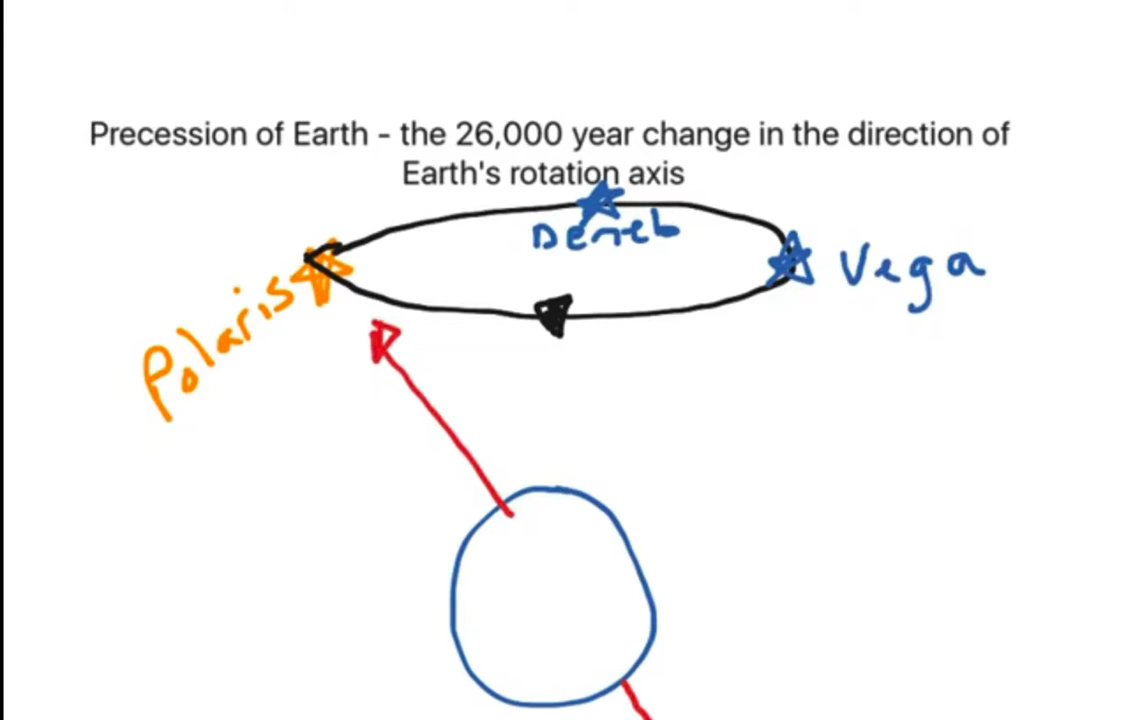 Precession of Earth - the 26,000 year change in the direction of
Earth's rotation axis
Deneb
Vega
Polaris